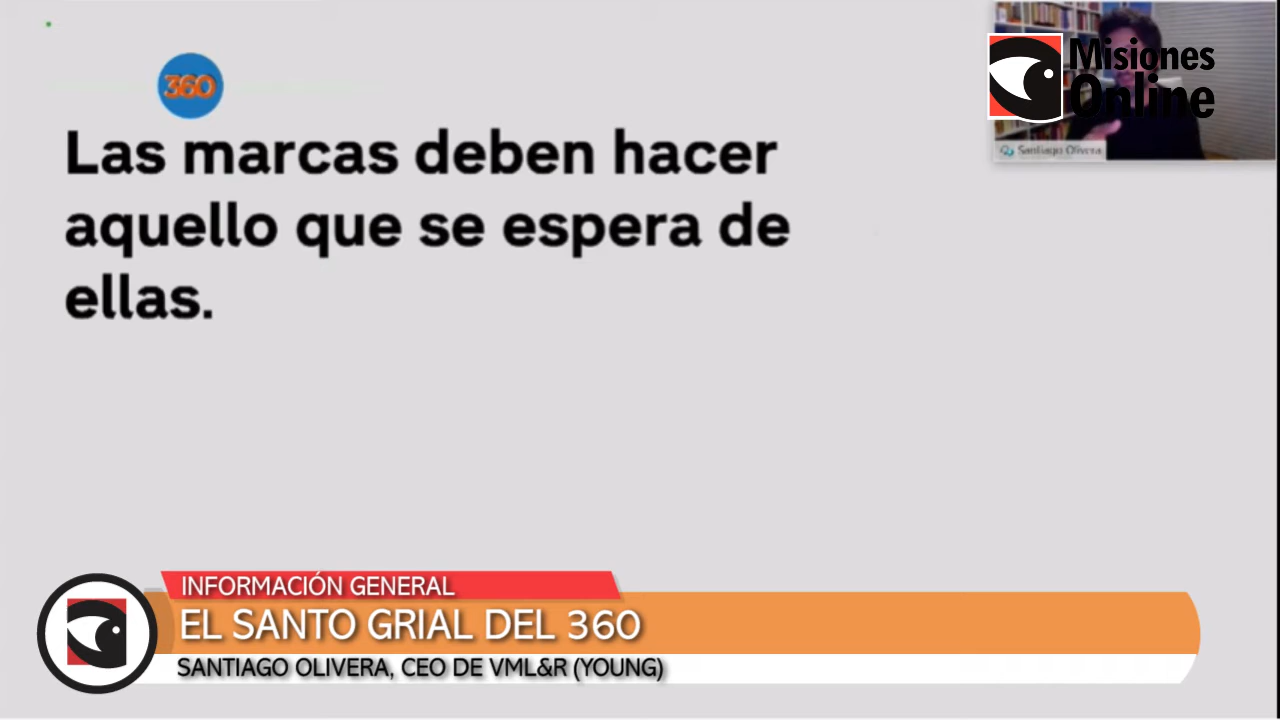 360
Las marcas deben hacer
aquello que se espera de
ellas.
Misiones
Online
Santiago Olivera
INFORMACIÓN GENERAL
EL SANTO GRIAL DEL 360
SANTIAGO OLIVERA, CEO DE VML&R (YOUNG)